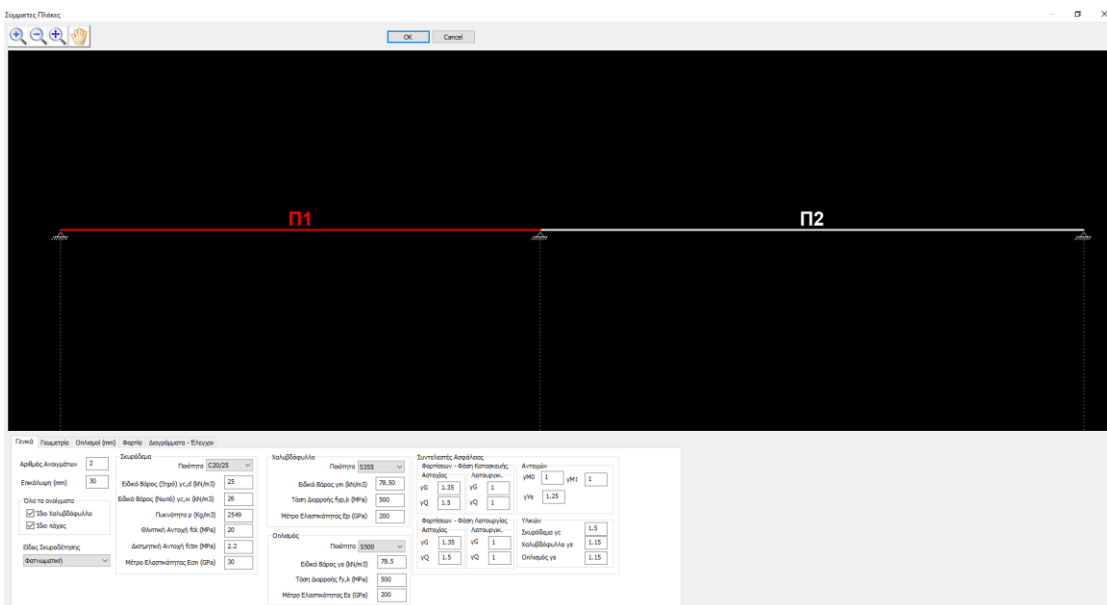 Σύμμικτες Πλάκες
OK Cancel
Π1 Π2
Γενικά Γεωμετρία Οπλισμοί (mm) Φορτία Διαγράμματα - Έλεγχοι
Αριθμός Ανοιγμάτων 2
Επικάλυψη (mm) 30
Όλα τα ανοίγματα
Ίδιο Χαλυβδόφυλλο
Ίδιο πάχος
Είδος Σκυροδέτησης
Φατνωματική
Σκυρόδεμα
Ποιότητα C20/25
Ειδικό Βάρος (Ξηρό) γc,d (kN/m3) 25
Ειδικό Βάρος (Νωπό) γc,w (kN/m3) 26
Πυκνότητα ρ (Kg/m3) 2549
Θλιπτική Αντοχή fck (MPa) 20
Διατμητική Αντοχή fctm (MPa) 2.2
Μέτρο Ελαστικότητας Ecm (GPa) 30
Χαλυβδόφυλλα
Ποιότητα S355
Ειδικό Βάρος γm (kN/m3) 78.50
Τάση Διαρροής fyp,k (MPa) 500
Μέτρο Ελαστικότητας Ep (GPa) 200
Οπλισμός
Ποιότητα S500
Ειδικό Βάρος γs (kN/m3) 78.5
Τάση Διαρροής fy,k (MPa) 500
Μέτρο Ελαστικότητας Es (GPa) 200
Συντελεστές Ασφάλειας
Φορτίσεων - Φάση Κατασκευής
Αστοχίας Λειτουργικ.
γG 1.35 γG 1
γQ 1.5 γQ 1
Αντοχών
γM0 1 γM1 1
γVs 1.25
Φορτίσεων - Φάση Λειτουργίας
Αστοχίας Λειτουργικ.
γG 1.35 γG 1
γQ 1.5 γQ 1
Υλικών
Σκυρόδεμα γc 1.5
Χαλυβδόφυλλα γs 1.15
Οπλισμός γs 1.15